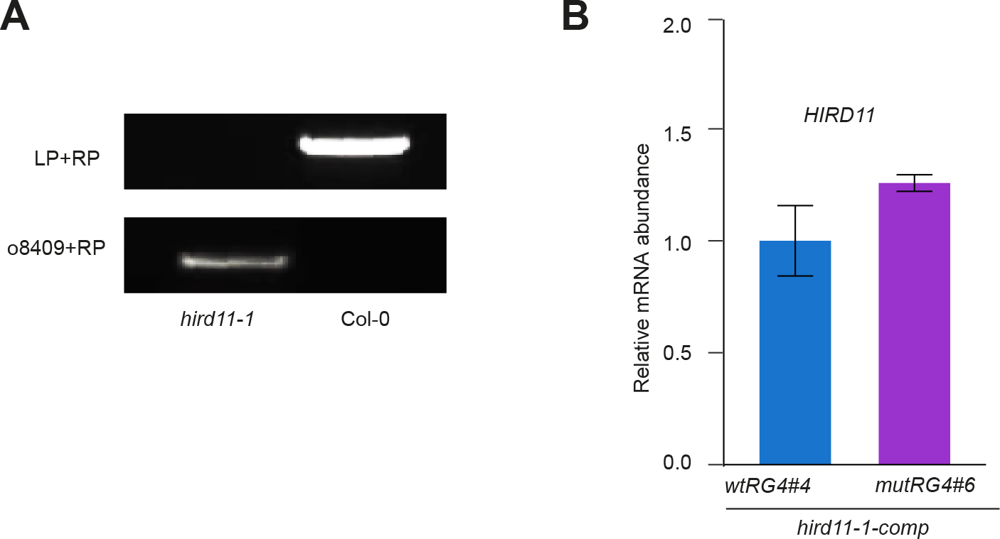 A
LP+RP
o8409+RP
hird11-1 Col-0
B
Relative mRNA abundance
2.0
1.5
1.0
0.5
0.0
HIRD11
wtRG4#4 mutRG4#6
hird11-1-comp